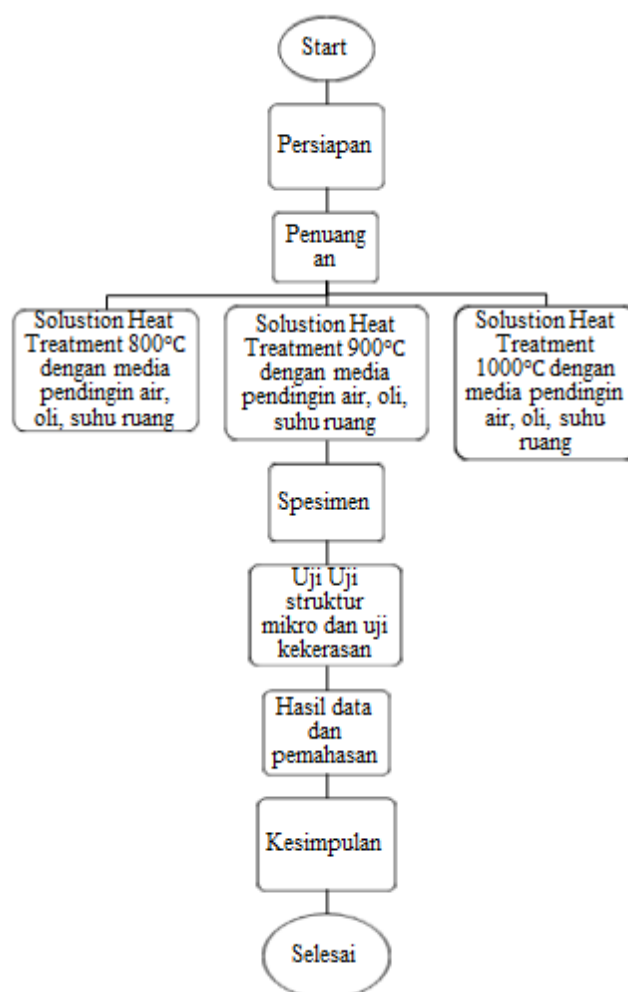 Start
Persiapan
Penuang
an
Solustion Heat
Treatment 800°C
dengan media
pendingin air,
oli, suhu ruang
Solustion Heat
Treatment 900°C
dengan media
pendingin air, oli,
suhu ruang
Solustion Heat
Treatment
1000°C dengan
media pendingin
air, oli, suhu
ruang
Spesimen
Uji Uji
struktur
mikro dan uji
kekerasan
Hasil data
dan
pemahasan
Kesimpulan
Selesai